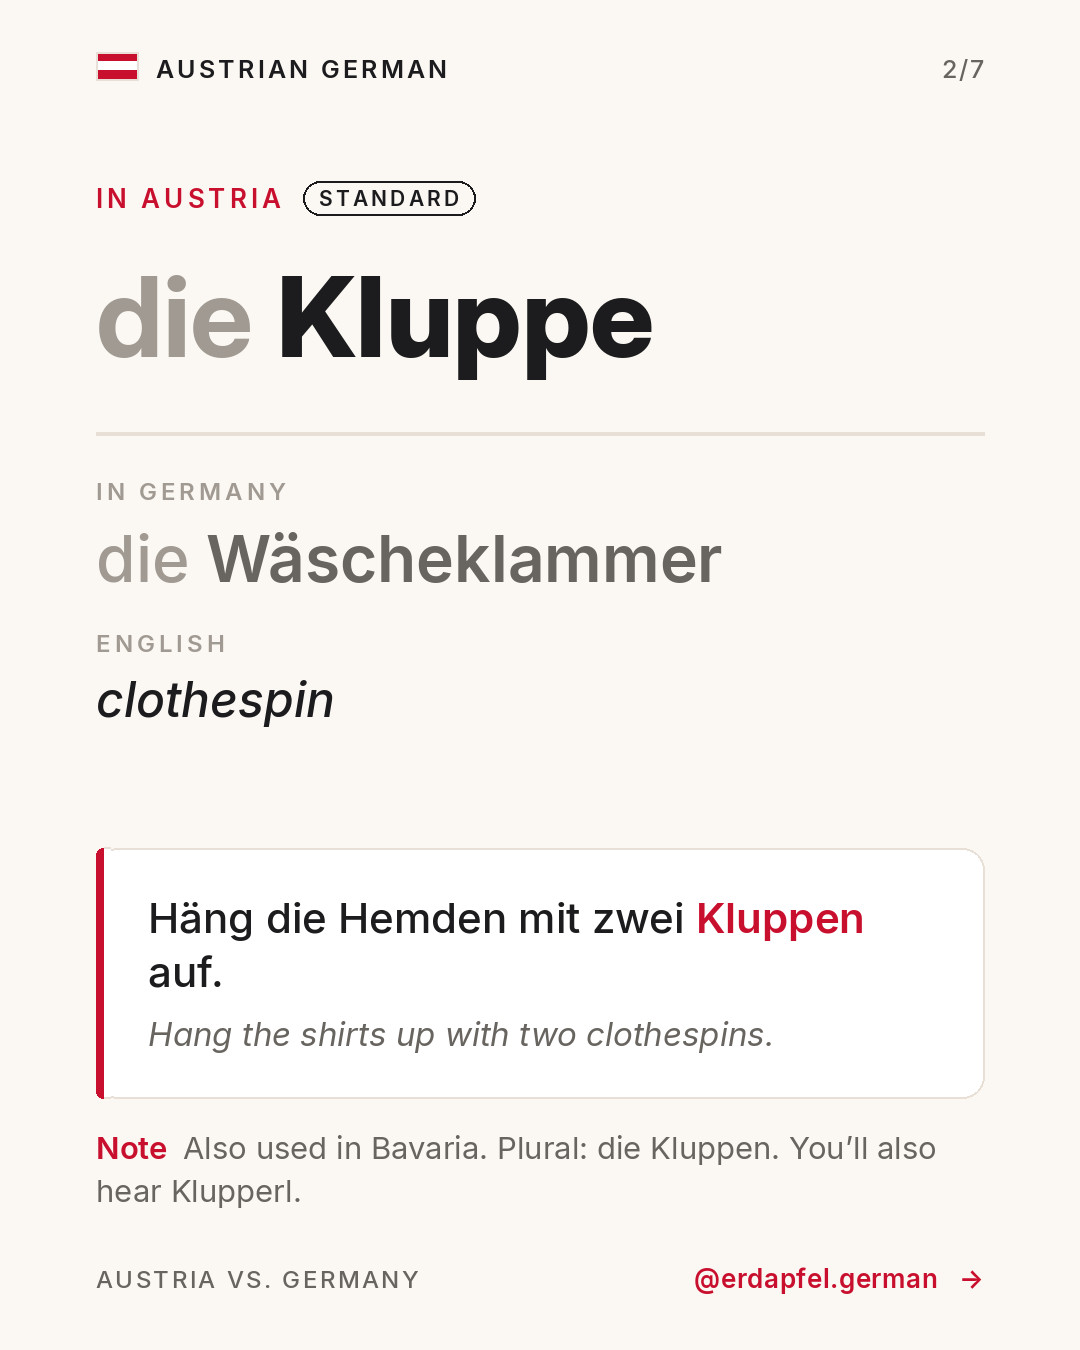 AUSTRIAN GERMAN
2/7
IN AUSTRIA
STANDARD
die Kluppe
IN GERMANY
die Wäscheklammer
ENGLISH
clothespin
Häng die Hemden mit zwei Kluppen
auf.
Hang the shirts up with two clothespins.
Note Also used in Bavaria. Plural: die Kluppen. You’ll also
hear Klupperl.
AUSTRIA VS. GERMANY
@erdapfel.german →